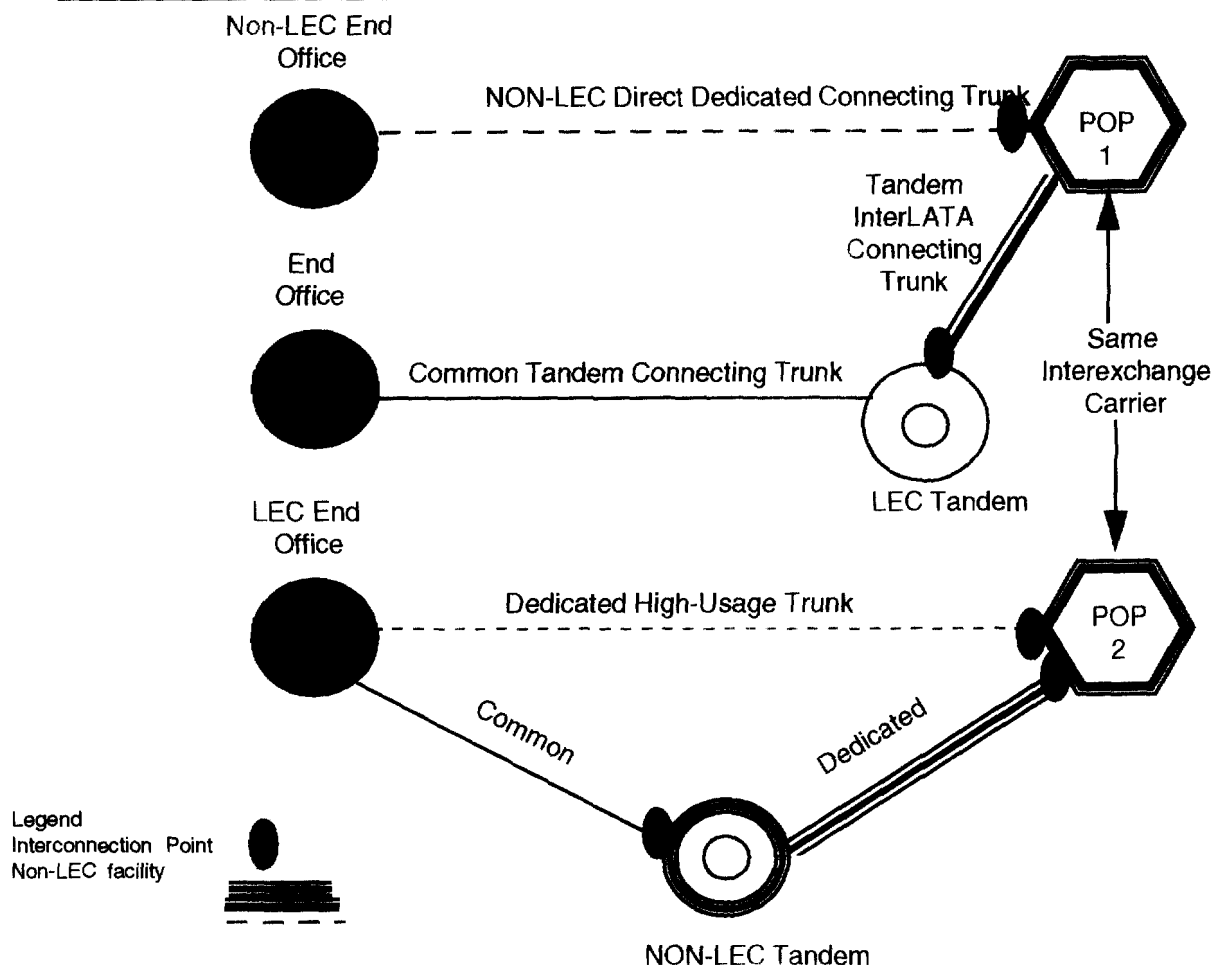 Non-LEC End
Office
NON-LEC Direct Dedicated Connecting Trunk
POP
1
Tandem
InterLATA
Connecting
Trunk
End
Office
Common Tandem Connecting Trunk
Same
Interexchange
Carrier
LEC Tandem
LEC End
Office
Dedicated High-Usage Trunk
POP
2
Common
Dedicated
Legend
Interconnection Point
Non-LEC facility
NON-LEC Tandem